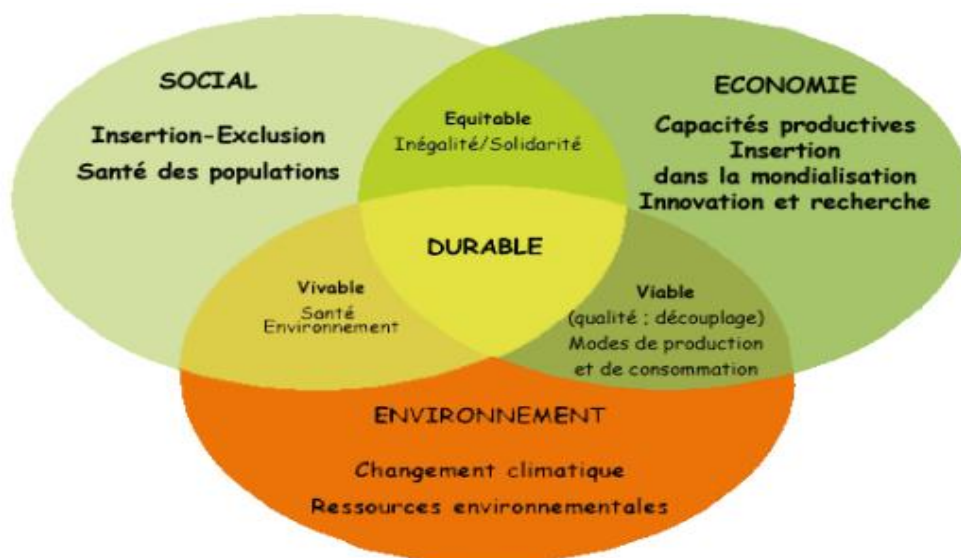 SOCIAL
Insertion-Exclusion
Santé des populations
Equitable
Inégalité/Solidarité
ECONOMIE
Capacités productives
Insertion
dans la mondialisation
Innovation et recherche
DURABLE
Vivable
Santé
Environnement
Viable
(qualité ; découplage)
Modes de production
et de consommation
ENVIRONNEMENT
Changement climatique
Ressources environnementales